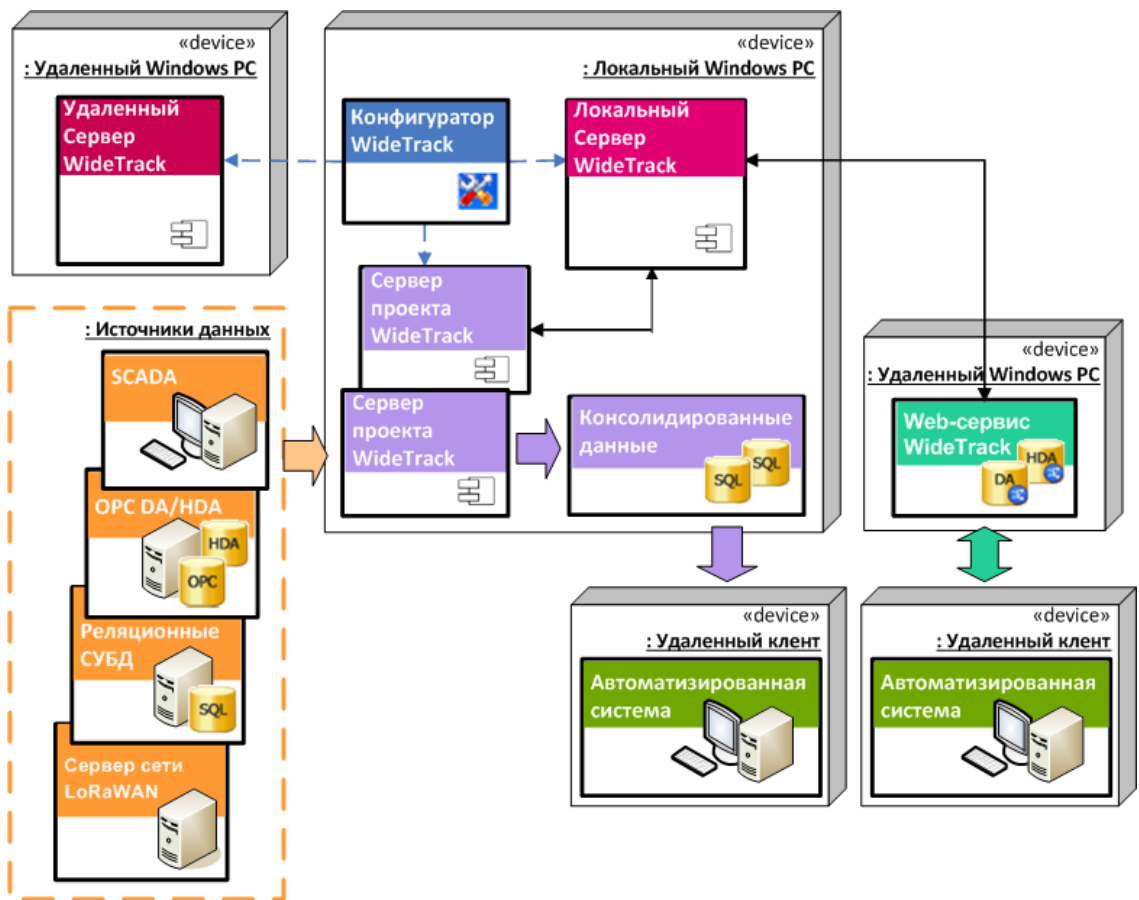 «device»
: Удаленный Windows PC
Удаленный
Сервер
WideTrack
«device»
: Локальный Windows PC
Конфигуратор
WideTrack
Локальный
Сервер
WideTrack
Сервер
проекта
WideTrack
Сервер
проекта
WideTrack
Консолидированные
данные
SQL
SQL
: Источники данных
SCADA
OPC DA/HDA
HDA
OPC
Реляционные
СУБД
SQL
Сервер сети
LoRaWAN
«device»
: Удаленный Windows PC
Web-сервис
WideTrack
HDA
DA
«device»
: Удаленный клент
Автоматизированная
система
«device»
: Удаленный клент
Автоматизированная
система